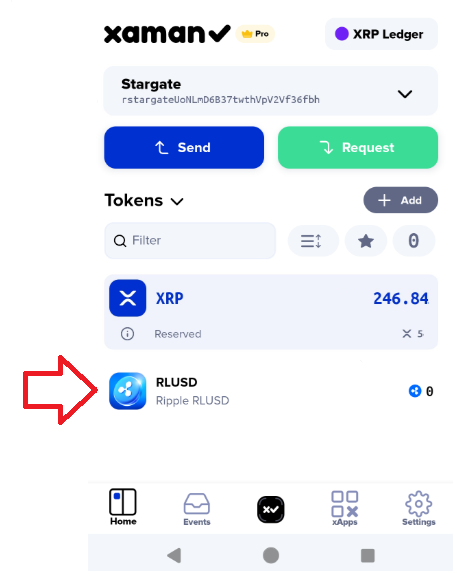 xaman Pro XRP Ledger
Stargate
rstargateUoNLmD6B37twthVpV2Vf36fbh
Send Request
Tokens Add
Filter 0
XRP 246.84
Reserved 5
RLUSD
Ripple RLUSD 0
Home Events xApps Settings